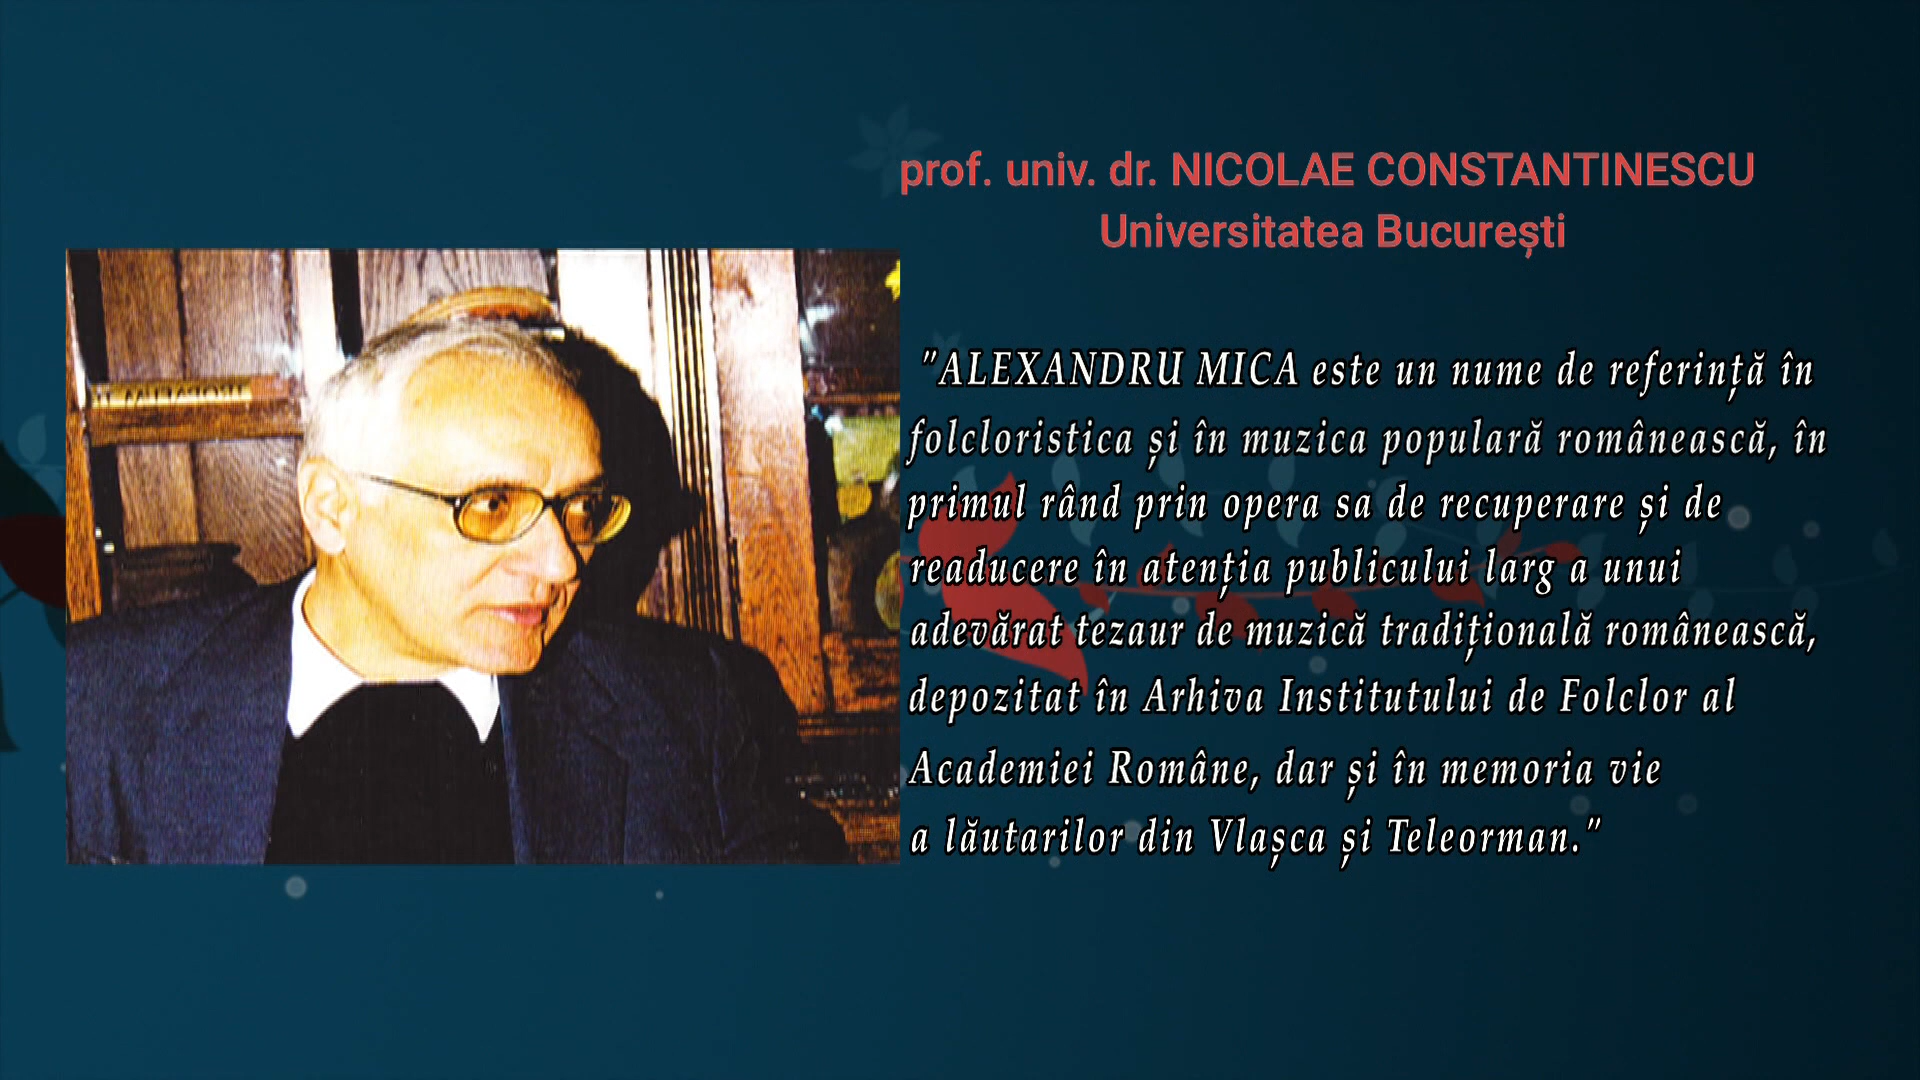 prof. univ. dr. NICOLAE CONSTANTINESCU
Universitatea București
"ALEXANDRU MICA este un nume de referință în
folcloristica și în muzica populară românească, în
primul rând prin opera sa de recuperare și de
readucere în atenția publicului larg a unui
adevărat tezaur de muzică tradițională românească,
depozitat în Arhiva Institutului de Folclor al
Academiei Române, dar și în memoria vie
a lăutarilor din Vlașca și Teleorman."